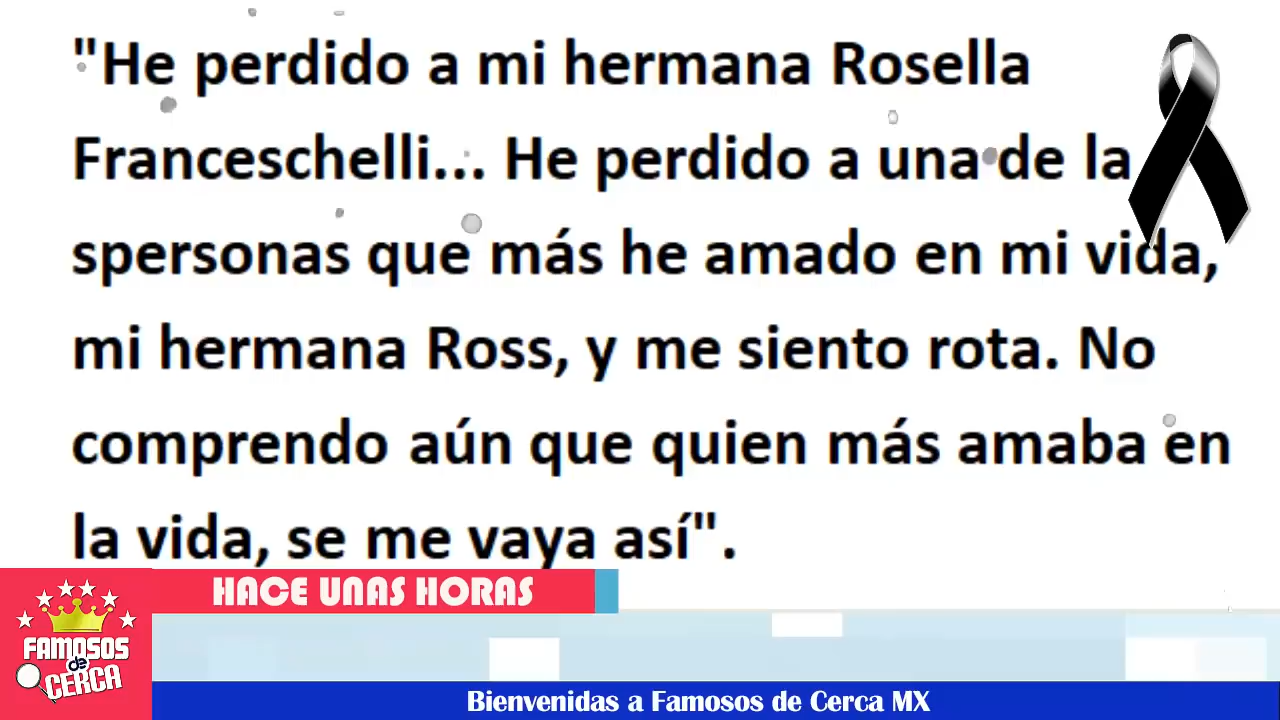 "He perdido a mi hermana Rosella
Franceschelli... He perdido a una de la
spersonas que más he amado en mi vida,
mi hermana Ross, y me siento rota. No
comprendo aún que quien más amaba en
la vida, se me vaya así".
HACE UNAS HORAS
FAMOSOS
de
CERCA
Bienvenidas a Famosos de Cerca MX